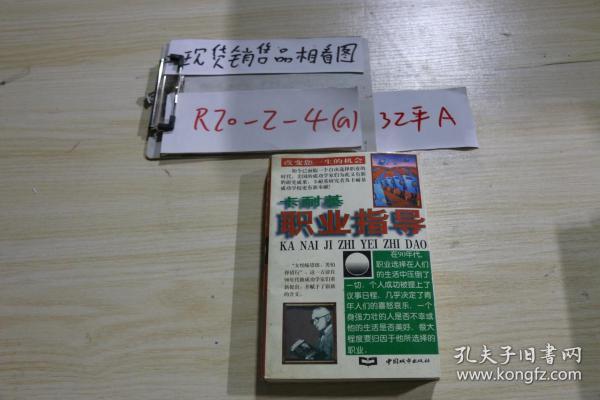 现货销售品相看图
R20-2-4(a)
32平A
改变您一生的机会
卡耐基
职业指导
KA NAI JI ZHI YEI ZHI DAO
在90年代,
职业选择在人们
的生活中压倒了
一切,个人成功被提上了
议事日程,几乎决定了青
年人们的喜怒哀乐,一个
身强力壮的人是否不幸或
他的生活是否美好,极大
程度要归因于他所选择的
职业。
中国城市出版社
孔夫子旧书网
www.kongfz.com